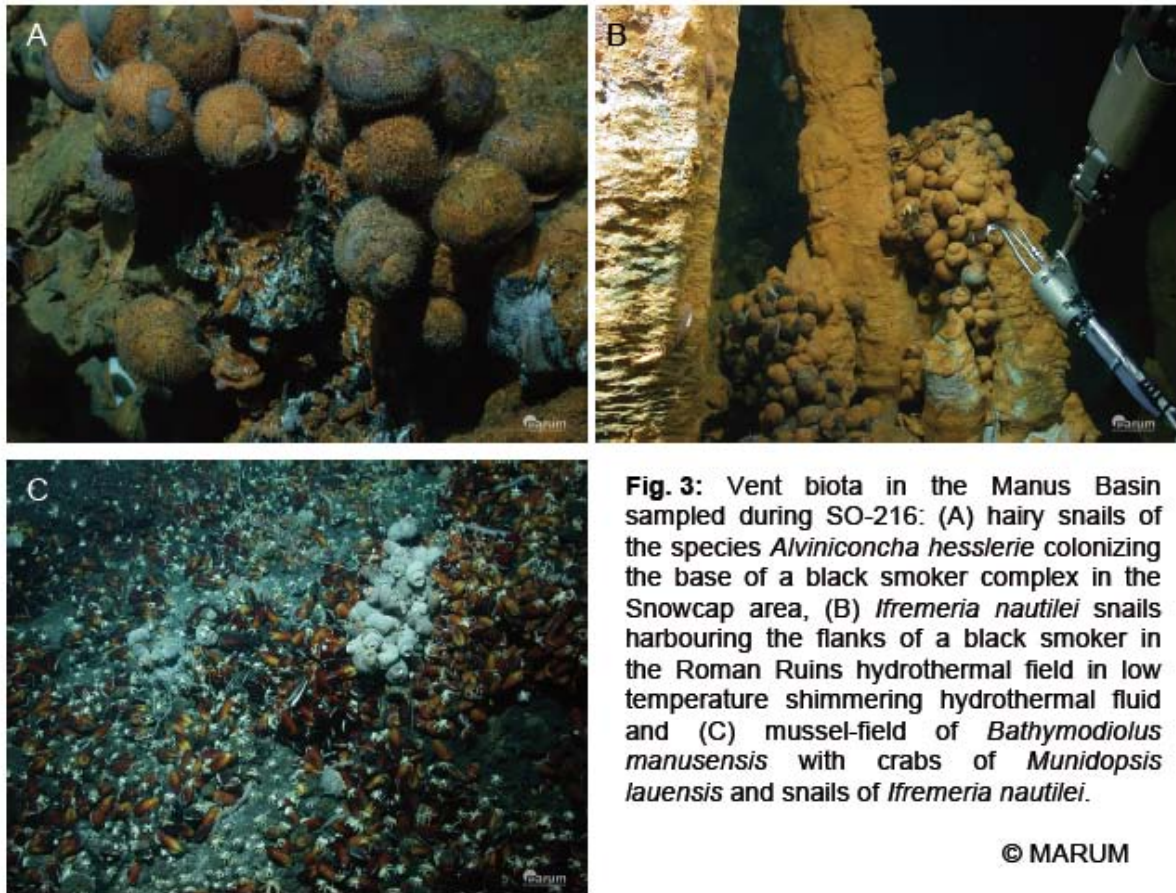 A
B
marum
marum
C
Fig. 3: Vent biota in the Manus Basin
sampled during SO-216: (A) hairy snails of
the species Alviniconcha hesslerie colonizing
the base of a black smoker complex in the
Snowcap area, (B) Ifremeria nautilei snails
harbouring the flanks of a black smoker in
the Roman Ruins hydrothermal field in low
temperature shimmering hydrothermal fluid
and (C) mussel-field of Bathymodiolus
manusensis with crabs of Munidopsis
lauensis and snails of Ifremeria nautilei.
© MARUM
marum